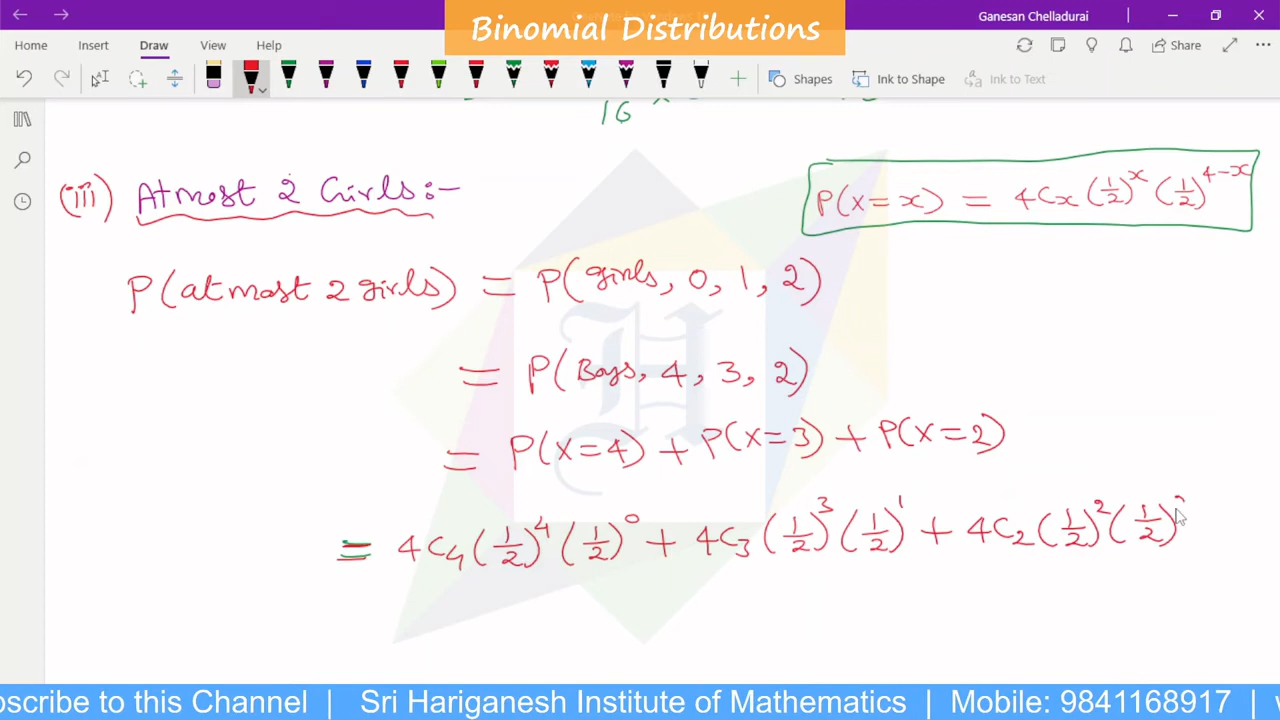 Binomial Distributions
Ganesan Chelladurai
Home Insert Draw View Help
Share
Shapes Ink to Shape Ink to Text
16
(iii) Atmost 2 Girls:-
P(X=x) = 4Cx (1/2)^x (1/2)^4-x
P(atmost 2 girls) = P(girls, 0, 1, 2)
= P(Boys, 4, 3, 2)
= P(X=4) + P(X=3) + P(X=2)
= 4C4 (1/2)^4 (1/2)^0 + 4C3 (1/2)^3 (1/2)^1 + 4C2 (1/2)^2 (1/2)
scribe to this Channel | Sri Hariganesh Institute of Mathematics | Mobile: 9841168917 |